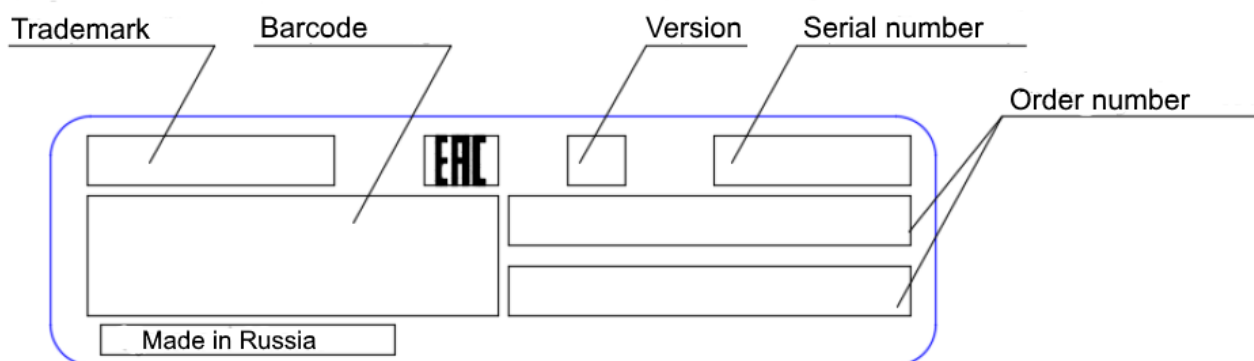 Trademark
Barcode
Version
Serial number
Order number
EAC
Made in Russia